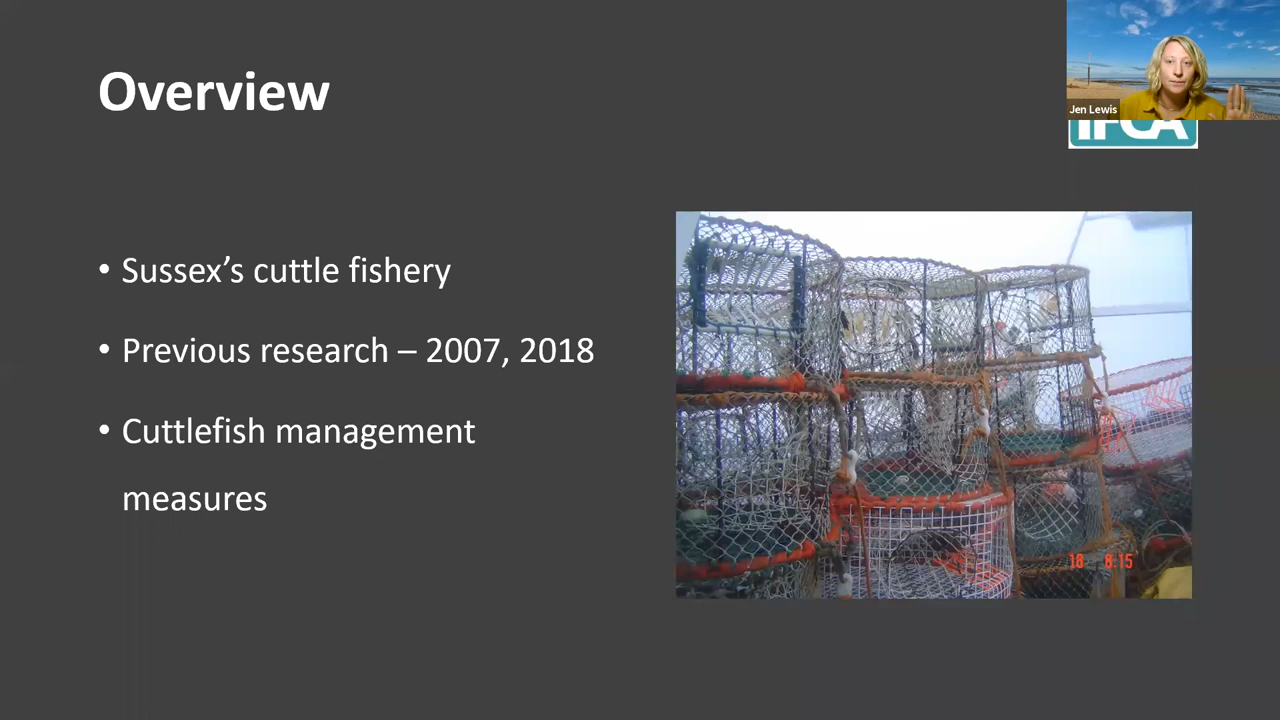 Overview
Jen Lewis
IFCA
• Sussex’s cuttle fishery
• Previous research – 2007, 2018
• Cuttlefish management
measures
18 8:15